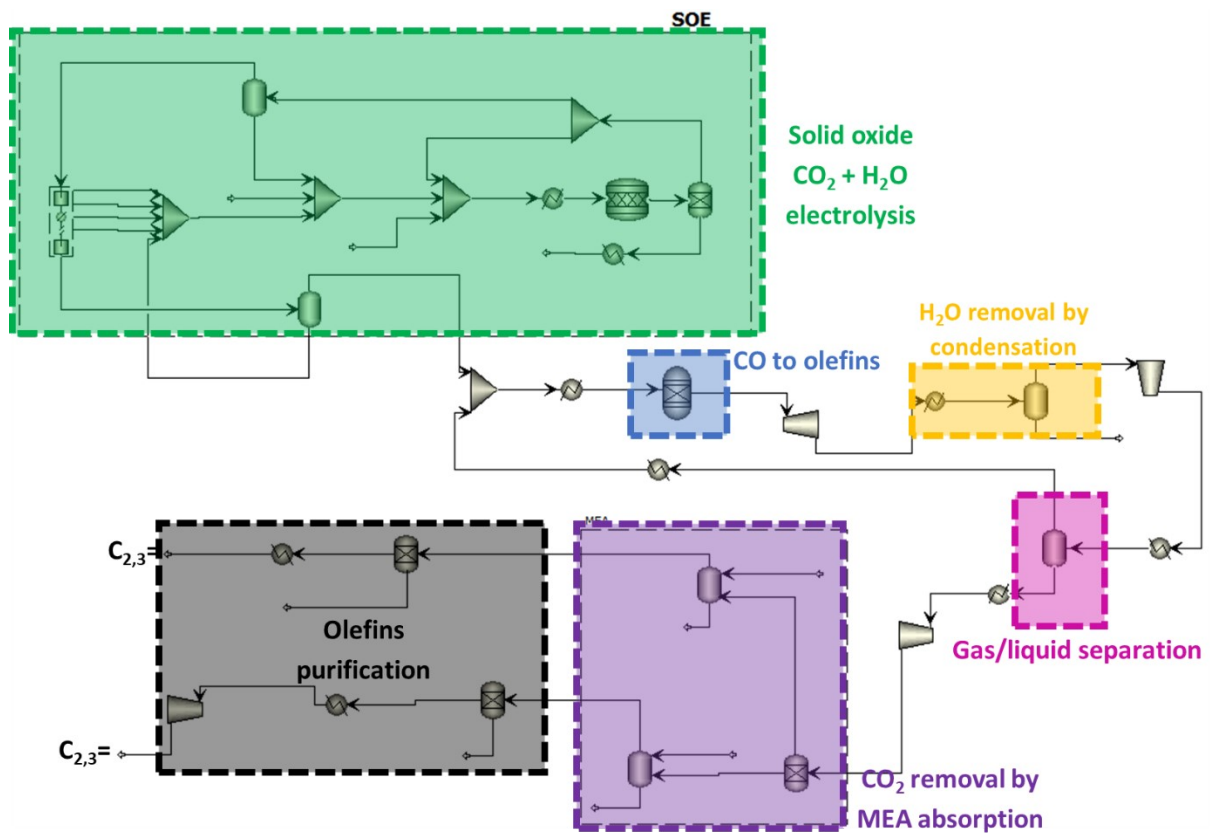 SOE
Solid oxide
CO₂ + H₂O
electrolysis
H₂O removal by
condensation
CO to olefins
MEA
C₂,₃=
Olefins
purification
Gas/liquid separation
C₂,₃=
CO₂ removal by
MEA absorption